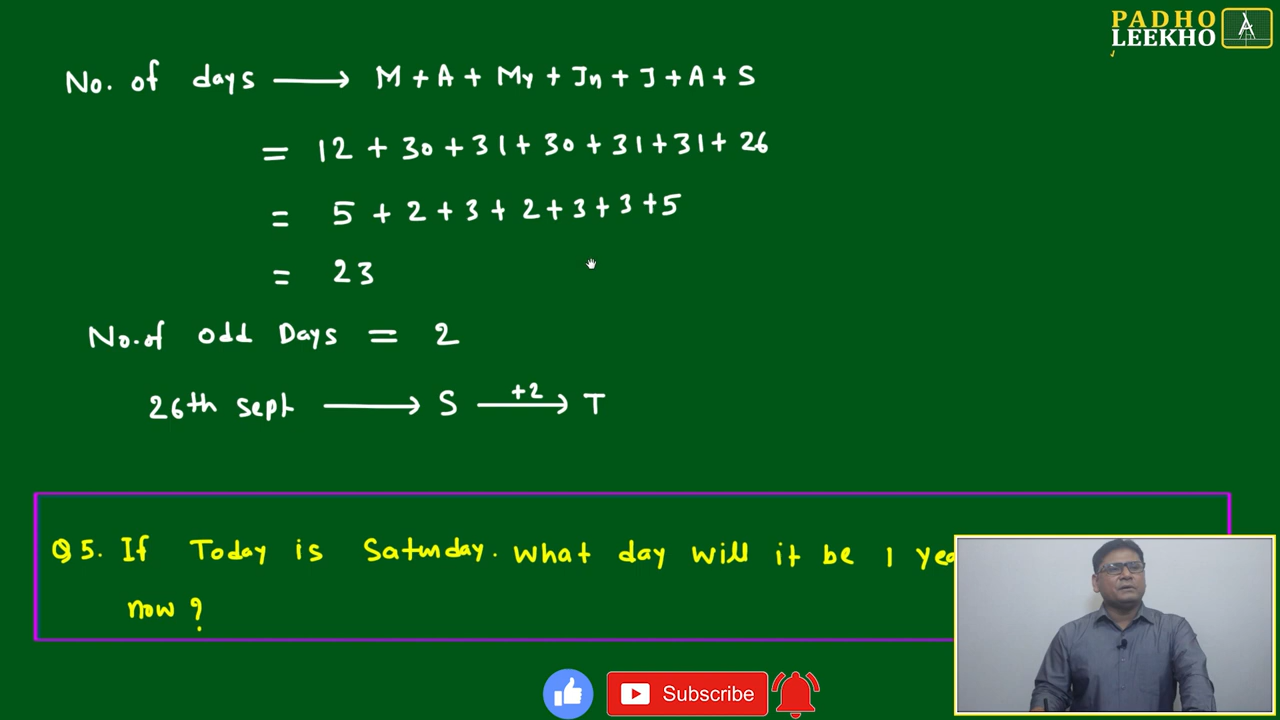 PADHO
LEEKHO
No. of days ⟶ M + A + My + Jn + J + A + S
= 12 + 30 + 31 + 30 + 31 + 31 + 26
= 5 + 2 + 3 + 2 + 3 + 3 + 5
= 23
No. of odd Days = 2
26th Sept ⟶ S +2⟶ T
Q5. If Today is Saturday. What day will it be 1
now ?
Subscribe